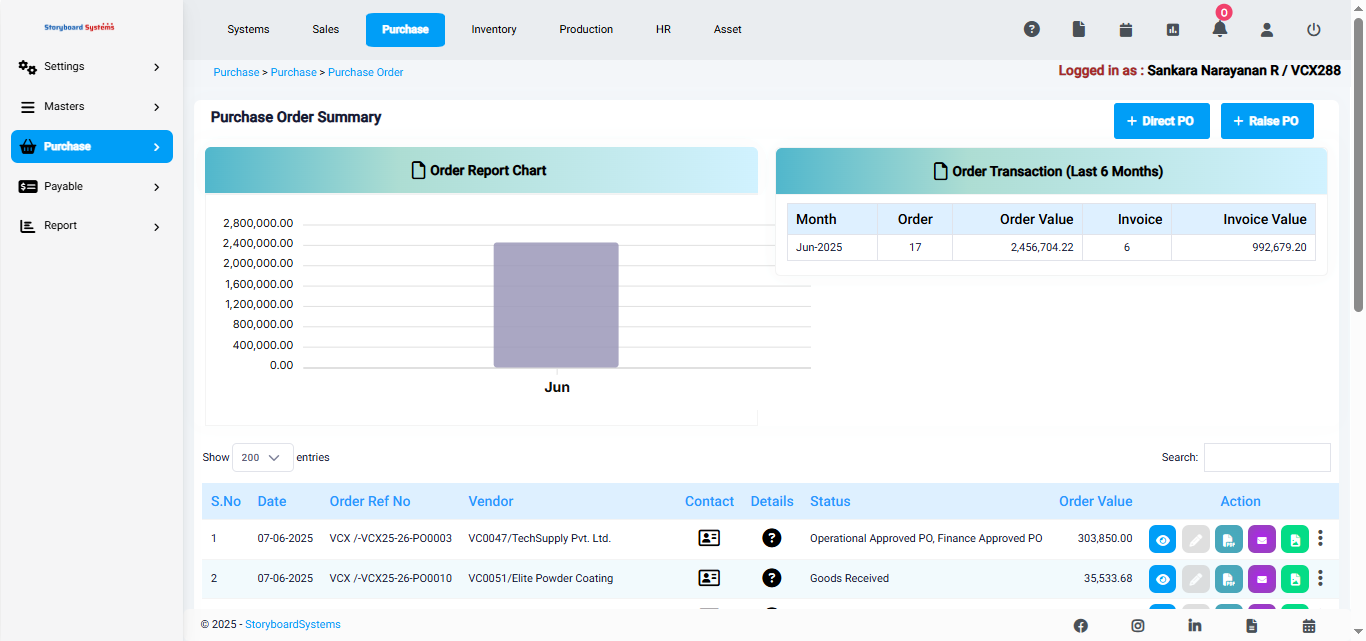 Storyboard Systems
Systems
Sales
Purchase
Inventory
Production
HR
Asset
0
Settings
Masters
Purchase
Payable
Report
Purchase > Purchase > Purchase Order
Logged in as : Sankara Narayanan R / VCX288
Purchase Order Summary
+ Direct PO
+ Raise PO
Order Report Chart
2,800,000.00
2,400,000.00
2,000,000.00
1,600,000.00
1,200,000.00
800,000.00
400,000.00
0.00
Jun
Order Transaction (Last 6 Months)
Month Order Order Value Invoice Invoice Value
Jun-2025 17 2,456,704.22 6 992,679.20
Show 200 entries
Search:
S.No Date Order Ref No Vendor Contact Details Status Order Value Action
1 07-06-2025 VCX /-VCX25-26-PO0003 VC0047/TechSupply Pvt. Ltd. Operational Approved PO, Finance Approved PO 303,850.00
2 07-06-2025 VCX /-VCX25-26-PO0010 VC0051/Elite Powder Coating Goods Received 35,533.68
© 2025 - StoryboardSystems